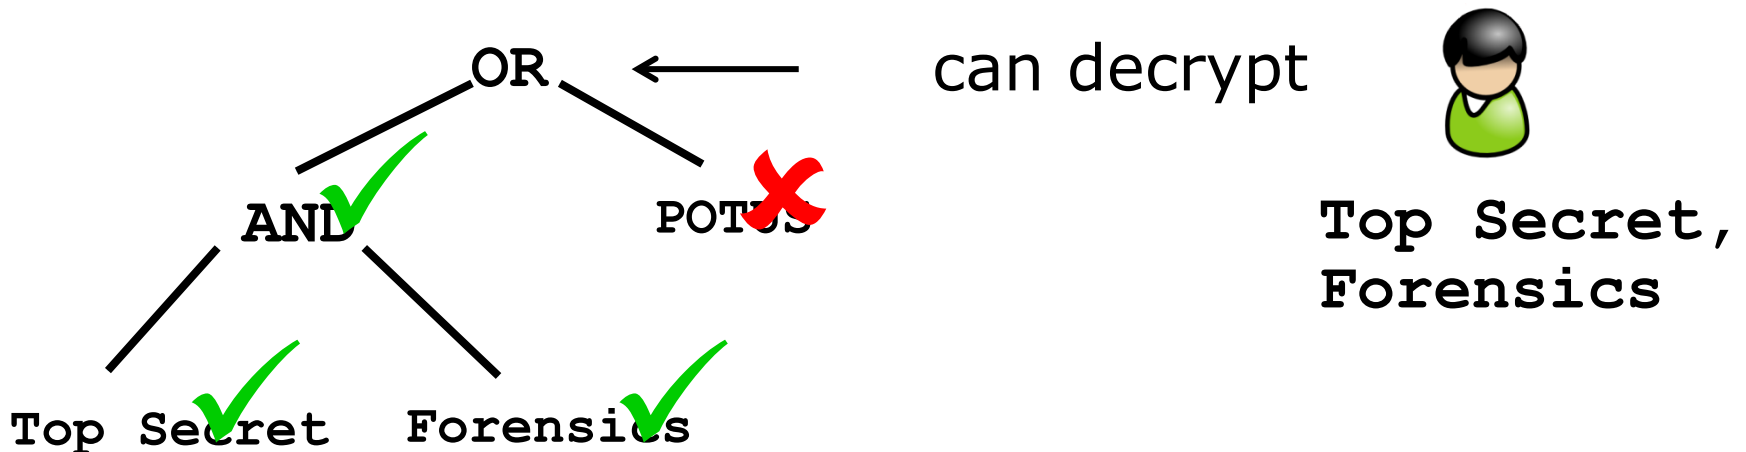 OR
can decrypt
AND
POTUS
Top Secret,
Forensics
Top Secret
Forensics